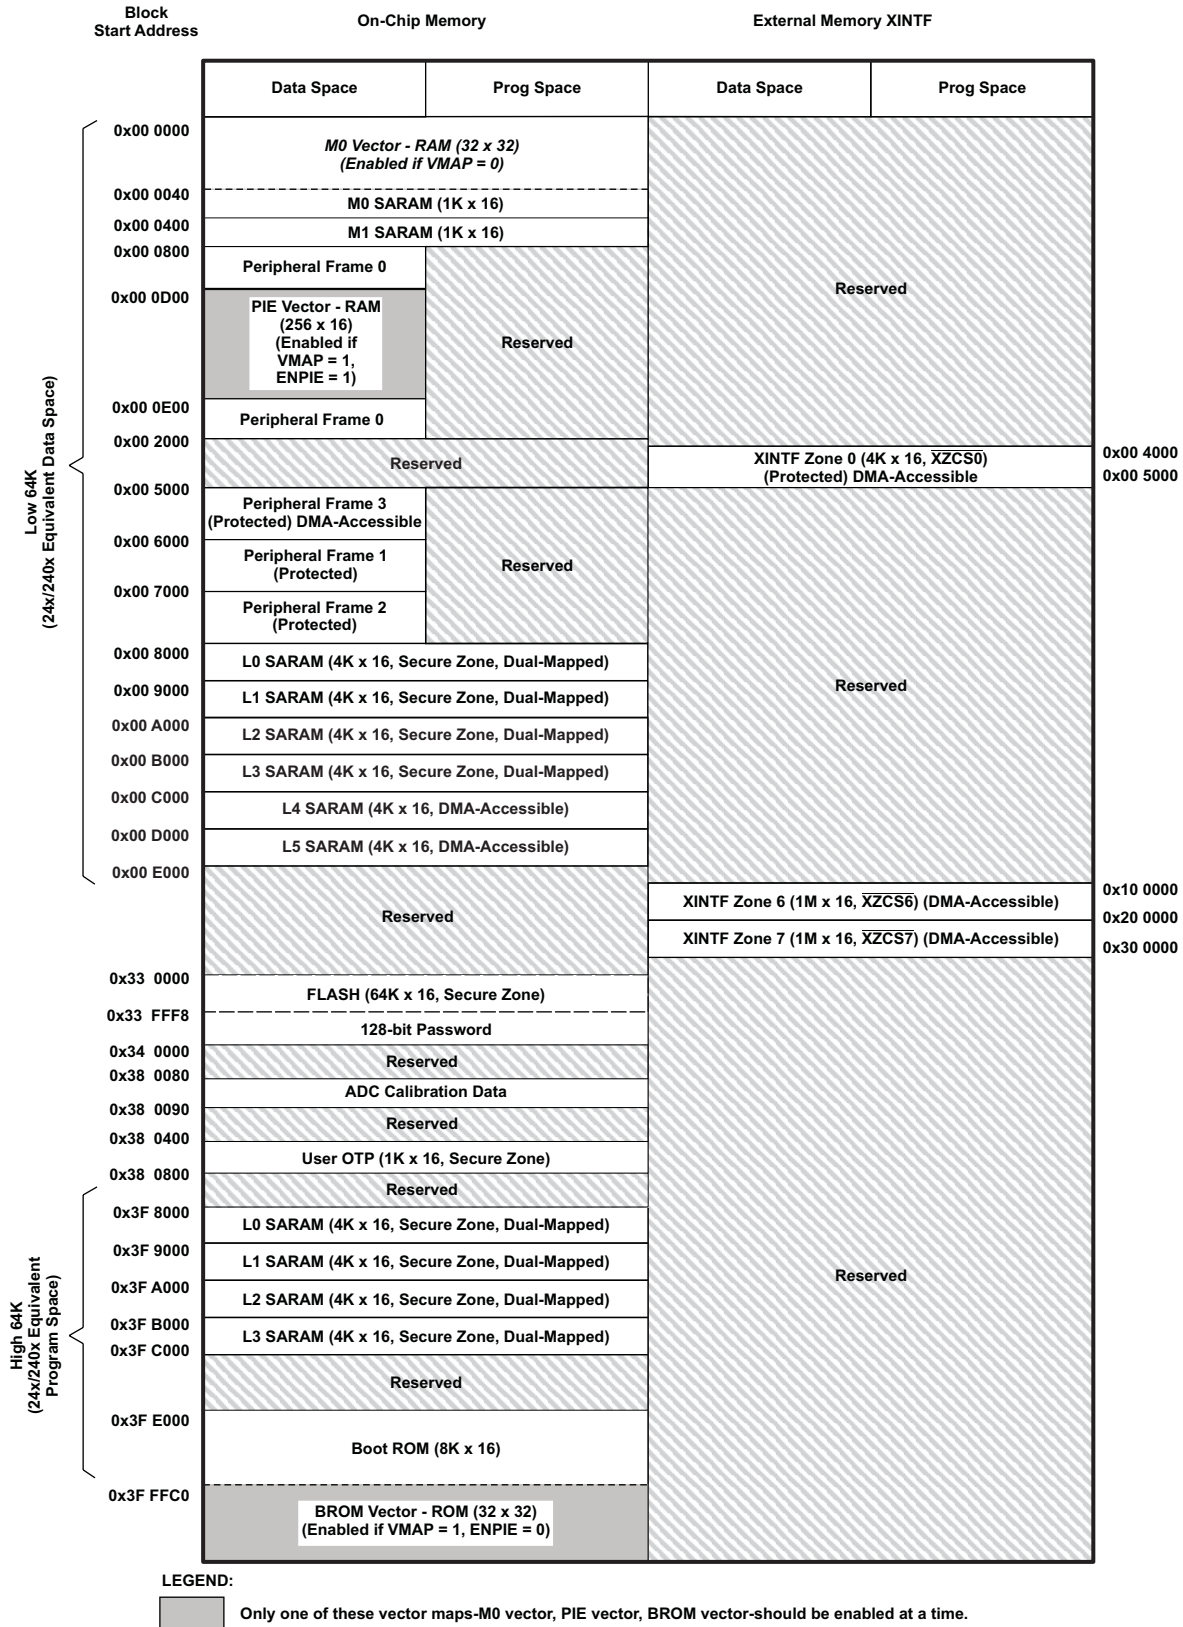 Block
Start Address
On-Chip Memory
External Memory XINTF
Data Space
Prog Space
Data Space
Prog Space
0x00 0000
M0 Vector - RAM (32 x 32)
(Enabled if VMAP = 0)
0x00 0040
M0 SARAM (1K x 16)
0x00 0400
M1 SARAM (1K x 16)
0x00 0800
Peripheral Frame 0
Reserved
0x00 0D00
PIE Vector - RAM
(256 x 16)
(Enabled if
VMAP = 1,
ENPIE = 1)
Reserved
0x00 0E00
Peripheral Frame 0
0x00 2000
Reserved
XINTF Zone 0 (4K x 16, XZCS0)
(Protected) DMA-Accessible
0x00 4000
0x00 5000
Low 64K
(24x/240x Equivalent Data Space)
0x00 5000
Peripheral Frame 3
(Protected) DMA-Accessible
0x00 6000
Peripheral Frame 1
(Protected)
Reserved
0x00 7000
Peripheral Frame 2
(Protected)
0x00 8000
L0 SARAM (4K x 16, Secure Zone, Dual-Mapped)
0x00 9000
L1 SARAM (4K x 16, Secure Zone, Dual-Mapped)
Reserved
0x00 A000
L2 SARAM (4K x 16, Secure Zone, Dual-Mapped)
0x00 B000
L3 SARAM (4K x 16, Secure Zone, Dual-Mapped)
0x00 C000
L4 SARAM (4K x 16, DMA-Accessible)
0x00 D000
L5 SARAM (4K x 16, DMA-Accessible)
0x00 E000
Reserved
XINTF Zone 6 (1M x 16, XZCS6) (DMA-Accessible)
0x10 0000
0x20 0000
XINTF Zone 7 (1M x 16, XZCS7) (DMA-Accessible)
0x30 0000
0x33 0000
FLASH (64K x 16, Secure Zone)
0x33 FFF8
128-bit Password
0x34 0000
Reserved
0x38 0080
ADC Calibration Data
0x38 0090
Reserved
0x38 0400
User OTP (1K x 16, Secure Zone)
0x38 0800
Reserved
0x3F 8000
L0 SARAM (4K x 16, Secure Zone, Dual-Mapped)
0x3F 9000
L1 SARAM (4K x 16, Secure Zone, Dual-Mapped)
Reserved
0x3F A000
L2 SARAM (4K x 16, Secure Zone, Dual-Mapped)
0x3F B000
L3 SARAM (4K x 16, Secure Zone, Dual-Mapped)
0x3F C000
High 64K
(24x/240x Equivalent
Program Space)
Reserved
0x3F E000
Boot ROM (8K x 16)
0x3F FFC0
BROM Vector - ROM (32 x 32)
(Enabled if VMAP = 1, ENPIE = 0)
LEGEND:
Only one of these vector maps-M0 vector, PIE vector, BROM vector-should be enabled at a time.